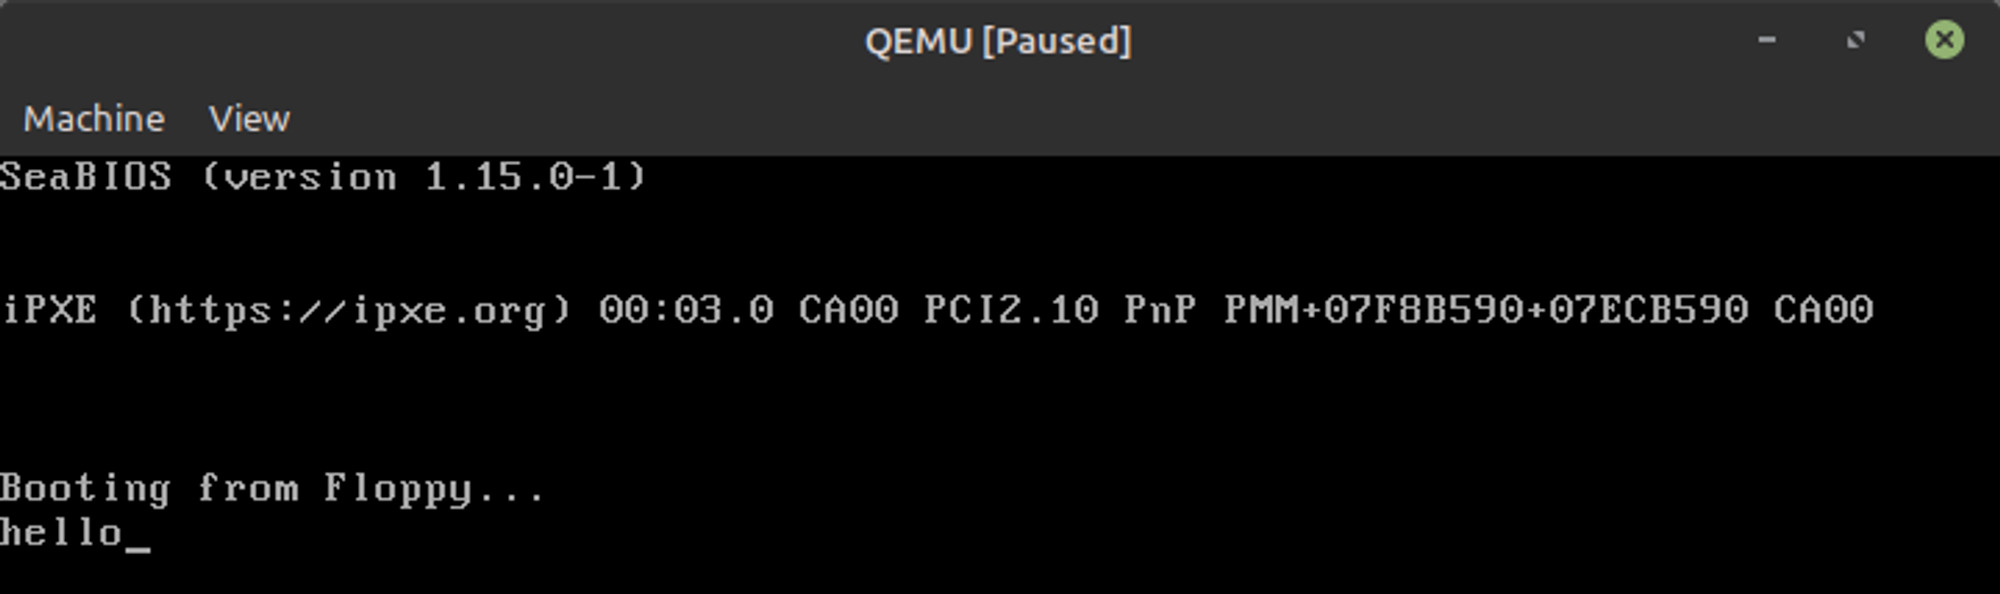 QEMU [Paused]
Machine View
SeaBIOS (version 1.15.0-1)
iPXE (https://ipxe.org) 00:03.0 CA00 PCI2.10 PnP PMM+07F8B590+07ECB590 CA00
Booting from Floppy...
hello_